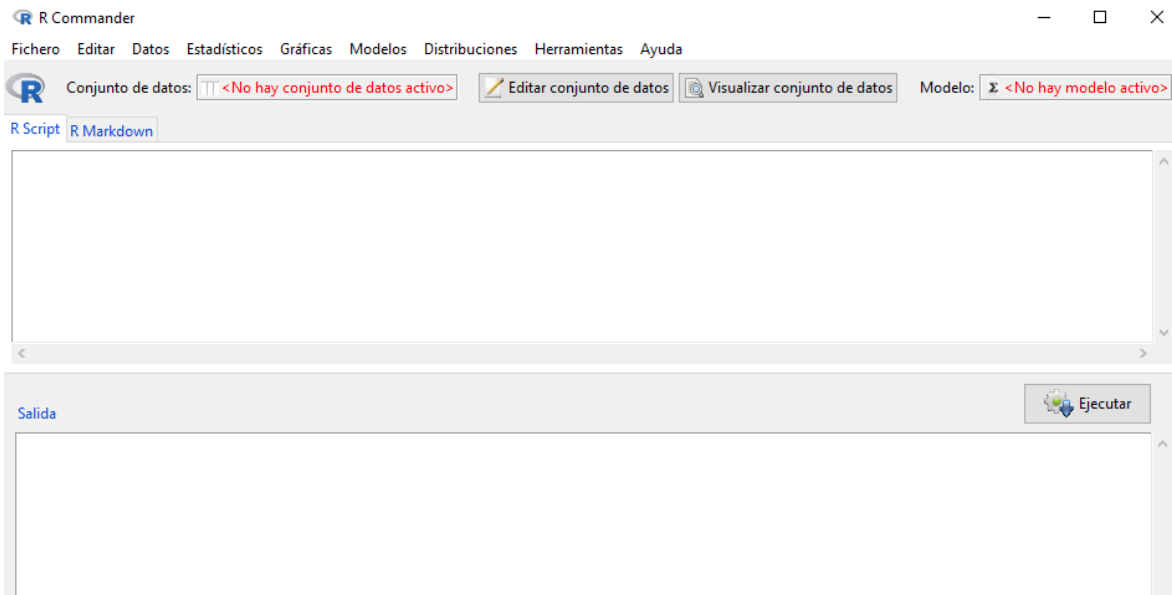 R Commander
Fichero Editar Datos Estadísticos Gráficas Modelos Distribuciones Herramientas Ayuda
R Conjunto de datos: <No hay conjunto de datos activo> Editar conjunto de datos Visualizar conjunto de datos Modelo: Σ <No hay modelo activo>
R Script R Markdown
Ejecutar
Salida